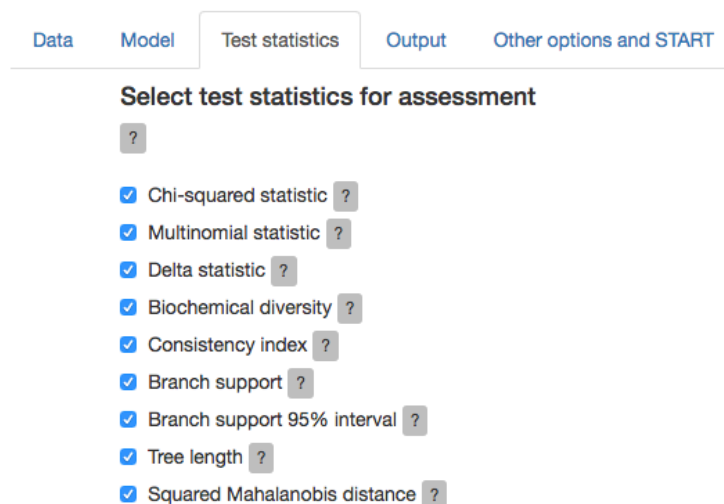 Data Model Test statistics Output Other options and START
Select test statistics for assessment
?
Chi-squared statistic ?
Multinomial statistic ?
Delta statistic ?
Biochemical diversity ?
Consistency index ?
Branch support ?
Branch support 95% interval ?
Tree length ?
Squared Mahalanobis distance ?